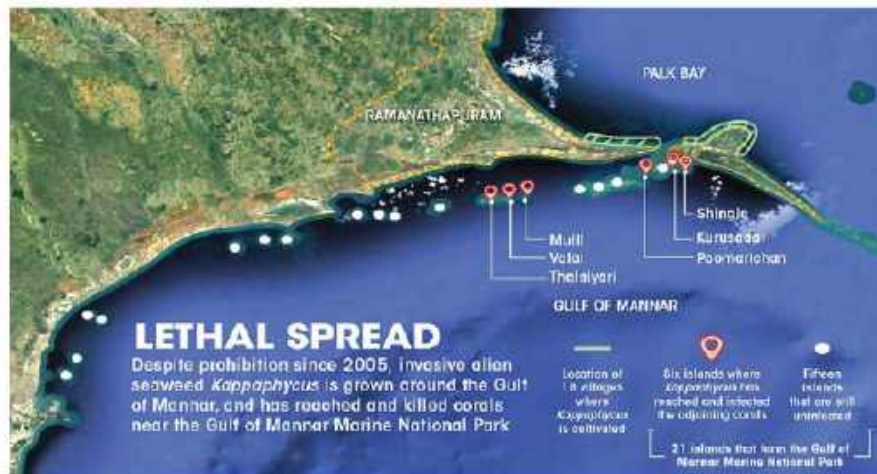 PALK BAY
RAMANATHAPURAM
Shingle
Kurusadai
Poomarichan
Mulli
Valai
Thalaiyari
GULF OF MANNAR
LETHAL SPREAD
Despite prohibition since 2005, invasive alien
seaweed Kappaphycus is grown around the Gulf
of Mannar, and has reached and killed corals
near the Gulf of Mannar Marine National Park
Location of
18 villages
where
Kappaphycus
is cultivated
Six islands where
Kappaphycus has
reached and infected
the adjoining corals
Fifteen
islands
that are still
uninfected
21 islands that form the Gulf of
Mannar Marine National Park